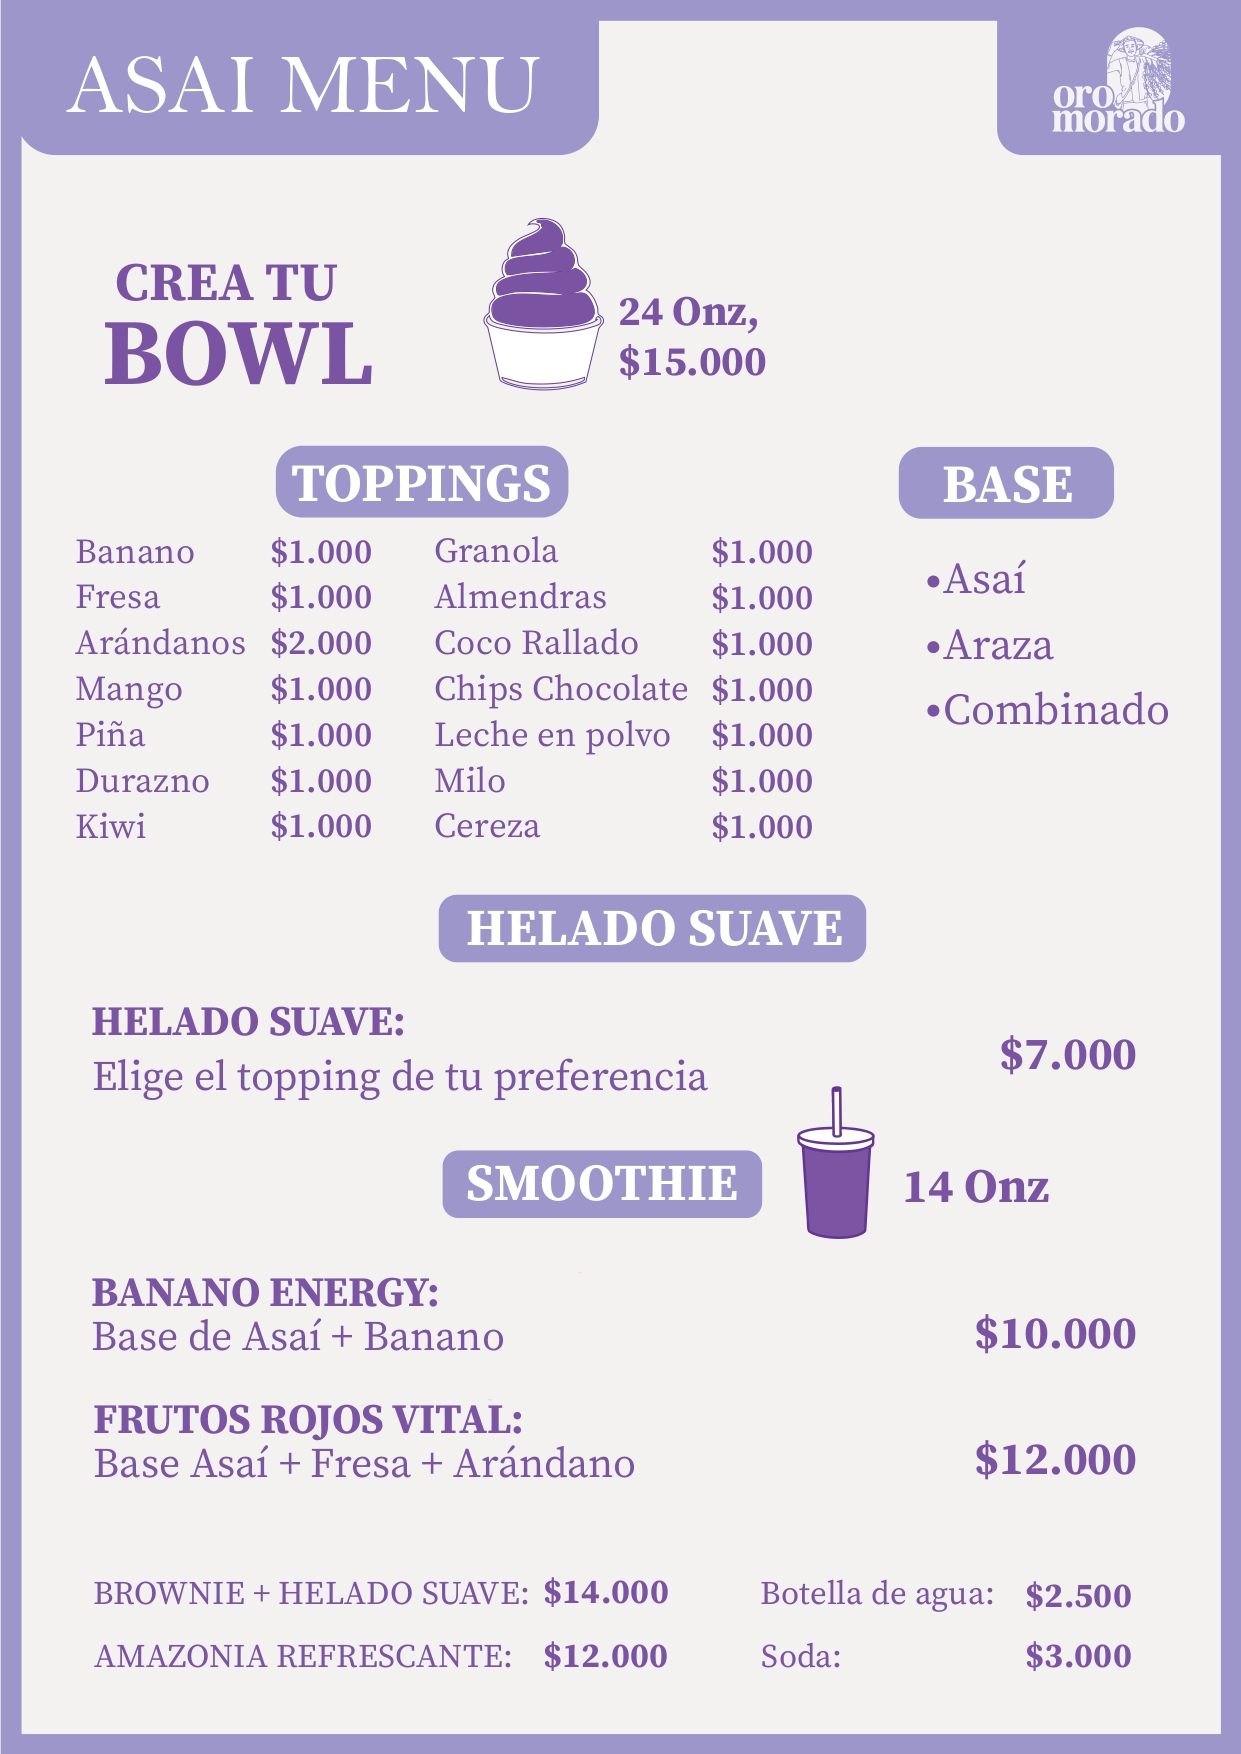 ASAI MENU
oro
morado
CREA TU
BOWL
24 Onz,
$15.000
TOPPINGS
Banano $1.000 Granola $1.000
Fresa $1.000 Almendras $1.000
Arándanos $2.000 Coco Rallado $1.000
Mango $1.000 Chips Chocolate $1.000
Piña $1.000 Leche en polvo $1.000
Durazno $1.000 Milo $1.000
Kiwi $1.000 Cereza $1.000
BASE
•Asaí
•Araza
•Combinado
HELADO SUAVE
HELADO SUAVE:
Elige el topping de tu preferencia
$7.000
SMOOTHIE
14 Onz
BANANO ENERGY:
Base de Asaí + Banano $10.000
FRUTOS ROJOS VITAL:
Base Asaí + Fresa + Arándano $12.000
BROWNIE + HELADO SUAVE: $14.000 Botella de agua: $2.500
AMAZONIA REFRESCANTE: $12.000 Soda: $3.000